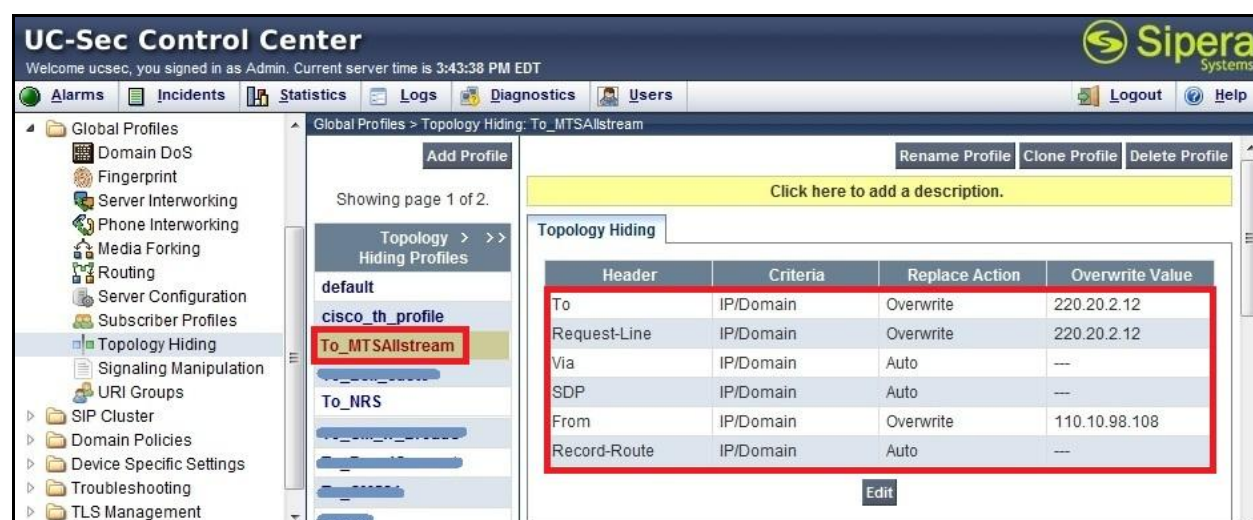 UC-Sec Control Center
Sipera
Systems
Welcome ucsec, you signed in as Admin. Current server time is 3:43:38 PM EDT
Alarms Incidents Statistics Logs Diagnostics Users Logout Help
Global Profiles
Domain DoS
Fingerprint
Server Interworking
Phone Interworking
Media Forking
Routing
Server Configuration
Subscriber Profiles
Topology Hiding
Signaling Manipulation
URI Groups
SIP Cluster
Domain Policies
Device Specific Settings
Troubleshooting
TLS Management
Global Profiles > Topology Hiding: To_MTSAllstream
Add Profile
Showing page 1 of 2.
Topology > >>
Hiding Profiles
default
cisco_th_profile
To_MTSAllstream
To_NRS
Rename Profile Clone Profile Delete Profile
Click here to add a description.
Topology Hiding
Header Criteria Replace Action Overwrite Value
To IP/Domain Overwrite 220.20.2.12
Request-Line IP/Domain Overwrite 220.20.2.12
Via IP/Domain Auto ---
SDP IP/Domain Auto ---
From IP/Domain Overwrite 110.10.98.108
Record-Route IP/Domain Auto ---
Edit